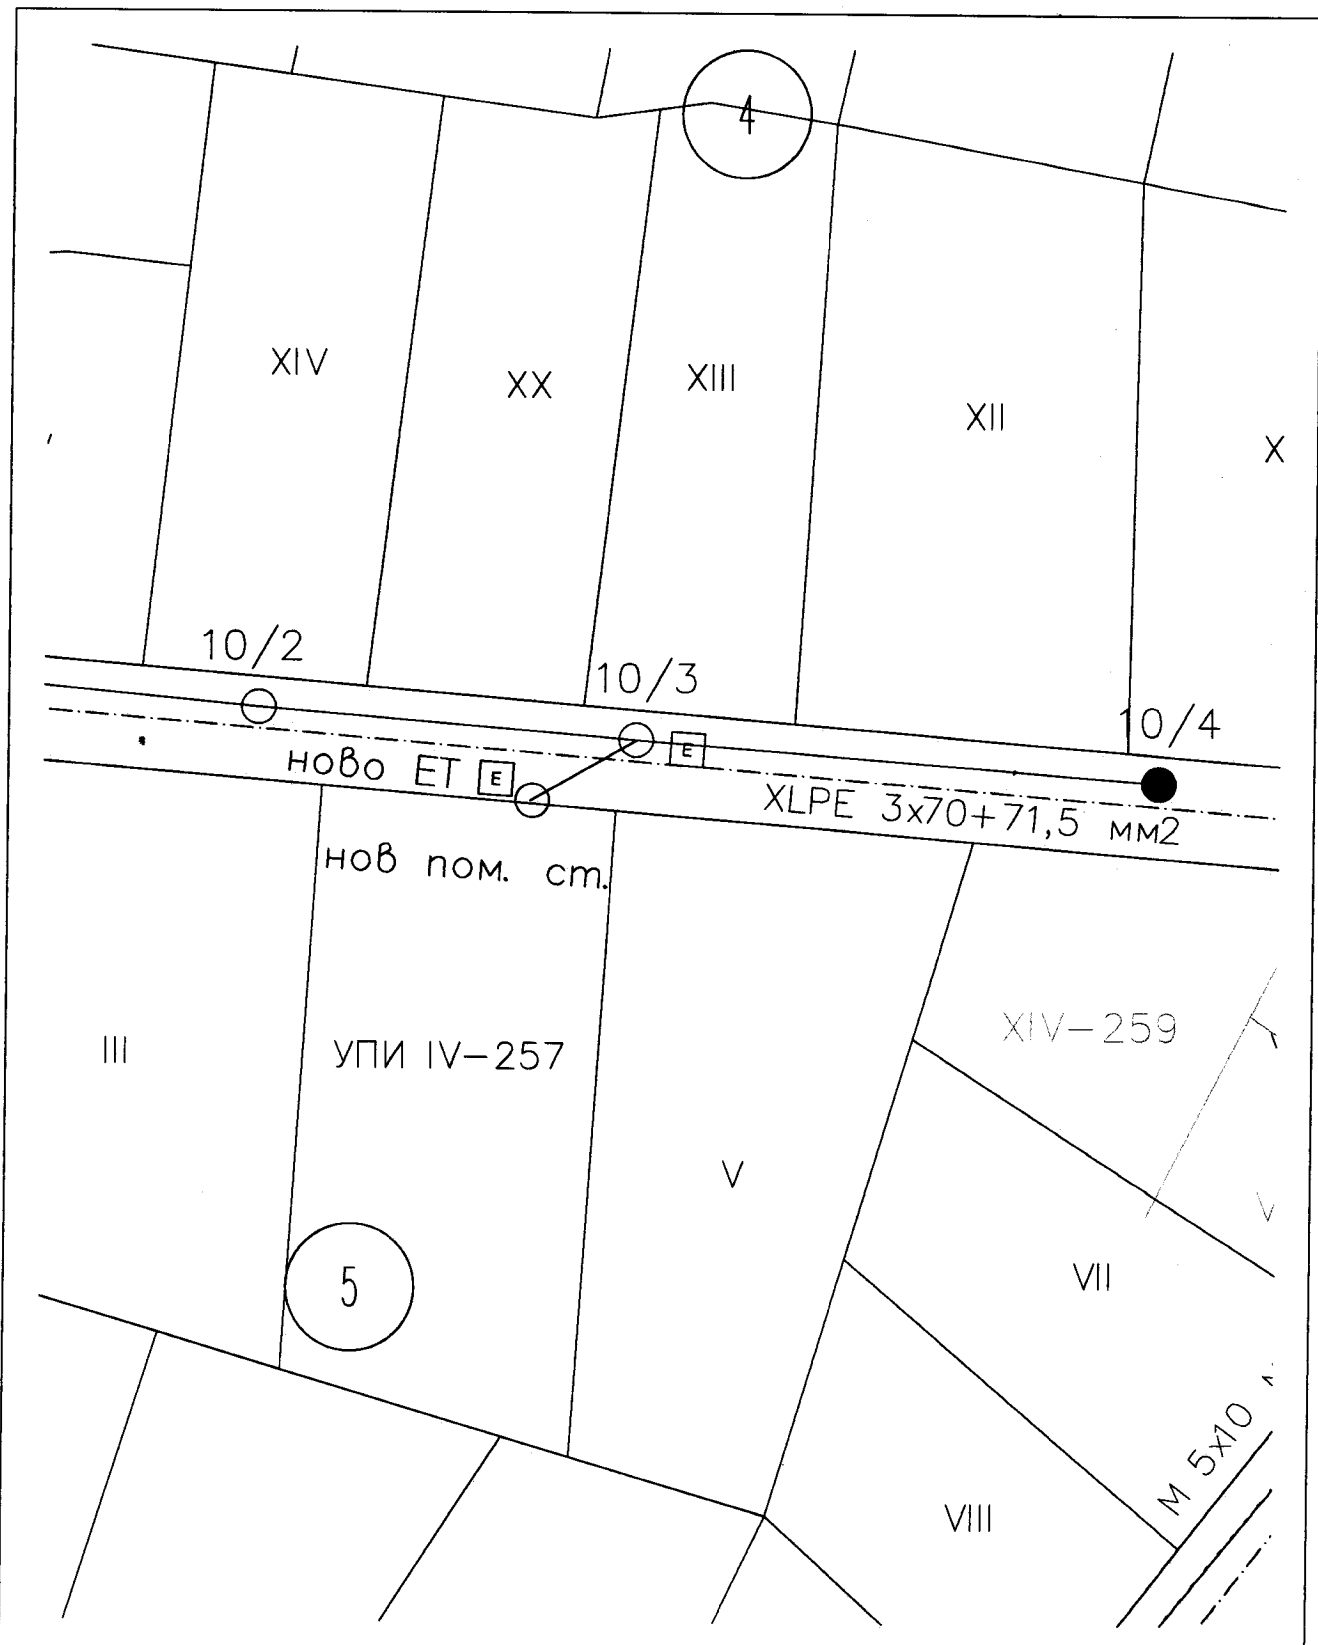 4
XIV
XX
XIII
XII
X
10/2
10/3
10/4
E
ново ЕТ E
XLPE 3x70+71,5 мм2
нов пом. ст.
XIV-259
III
УПИ IV-257
V
5
VII
М 5x10
VIII